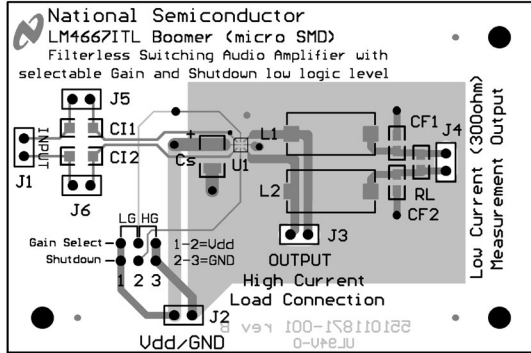 National Semiconductor
LM4667ITL Boomer (micro SMD)
Filterless Switching Audio Amplifier with
selectable Gain and Shutdown low logic level
J5
CI1
INPUT
J1
CI2
J6
+
Cs
U1
L1
L2
CF1
J4
RL
CF2
J3
OUTPUT
High Current
Load Connection
Low Current (300ohm)
Measurement Output
LG HG
Gain Select
1-2=Vdd
Shutdown
2-3=GND
1 2 3
J2
Vdd/GND
551011871-001 rev B
UL94V-0